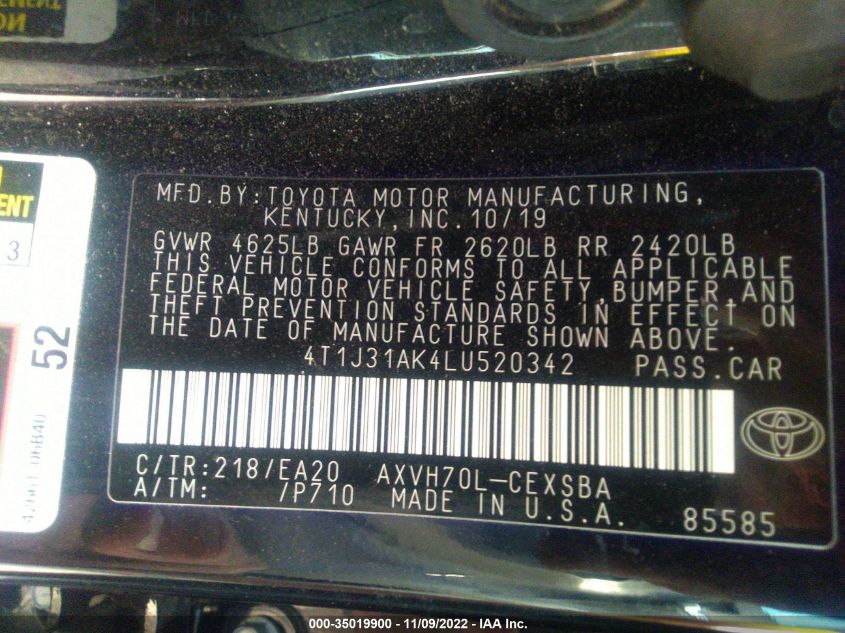 MFD.BY:TOYOTA MOTOR MANUFACTURING,
KENTUCKY,INC.10/19
GVWR 4625LB GAWR FR 2620LB RR 2420LB
THIS VEHICLE CONFORMS TO ALL APPLICABLE
FEDERAL MOTOR VEHICLE SAFETY,BUMPER,AND
THEFT PREVENTION STANDARDS IN EFFECT ON
THE DATE OF MANUFACTURE SHOWN ABOVE.
4T1J31AK4LU520342 PASS.CAR
C/TR:218/EA20 AXVH70L-CEXSBA
A/TM: /P710 MADE IN U.S.A. 85585
3
52
42661 06840
000-35019900 - 11/09/2022 - IAA Inc.